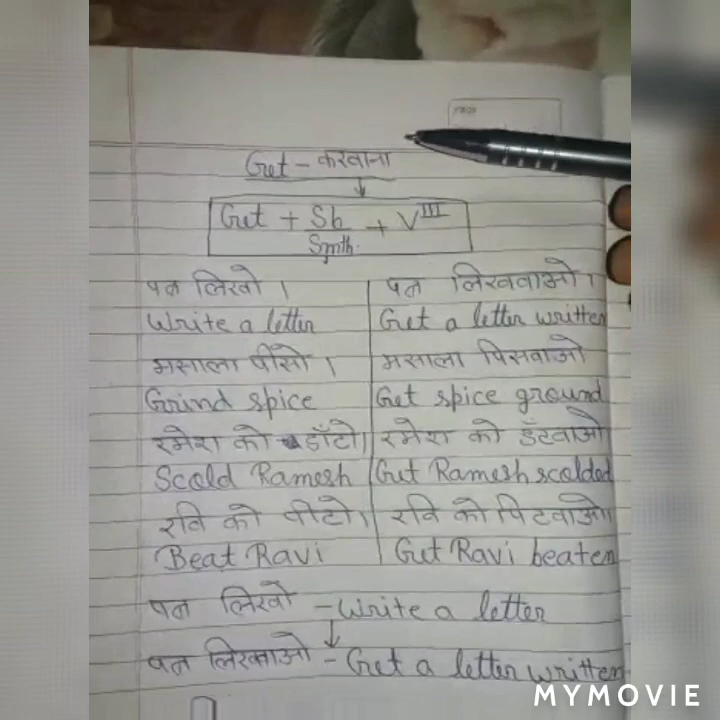 Get - करवाना
Get + Sb/Smth. + V III
पत्र लिखो । पत्र लिखवाओ ।
Write a letter Get a letter written
मसाला पीसो । मसाला पिसवाओ
Grind spice Get spice ground
रमेश को डाँटो । रमेश को डँटवाओ
Scold Ramesh Get Ramesh scolded
रवि को पीटो । रवि को पिटवाओ ।
Beat Ravi Get Ravi beaten
पत्र लिखो - Write a letter
पत्र लिखवाओ - Get a letter written
MYMOVIE